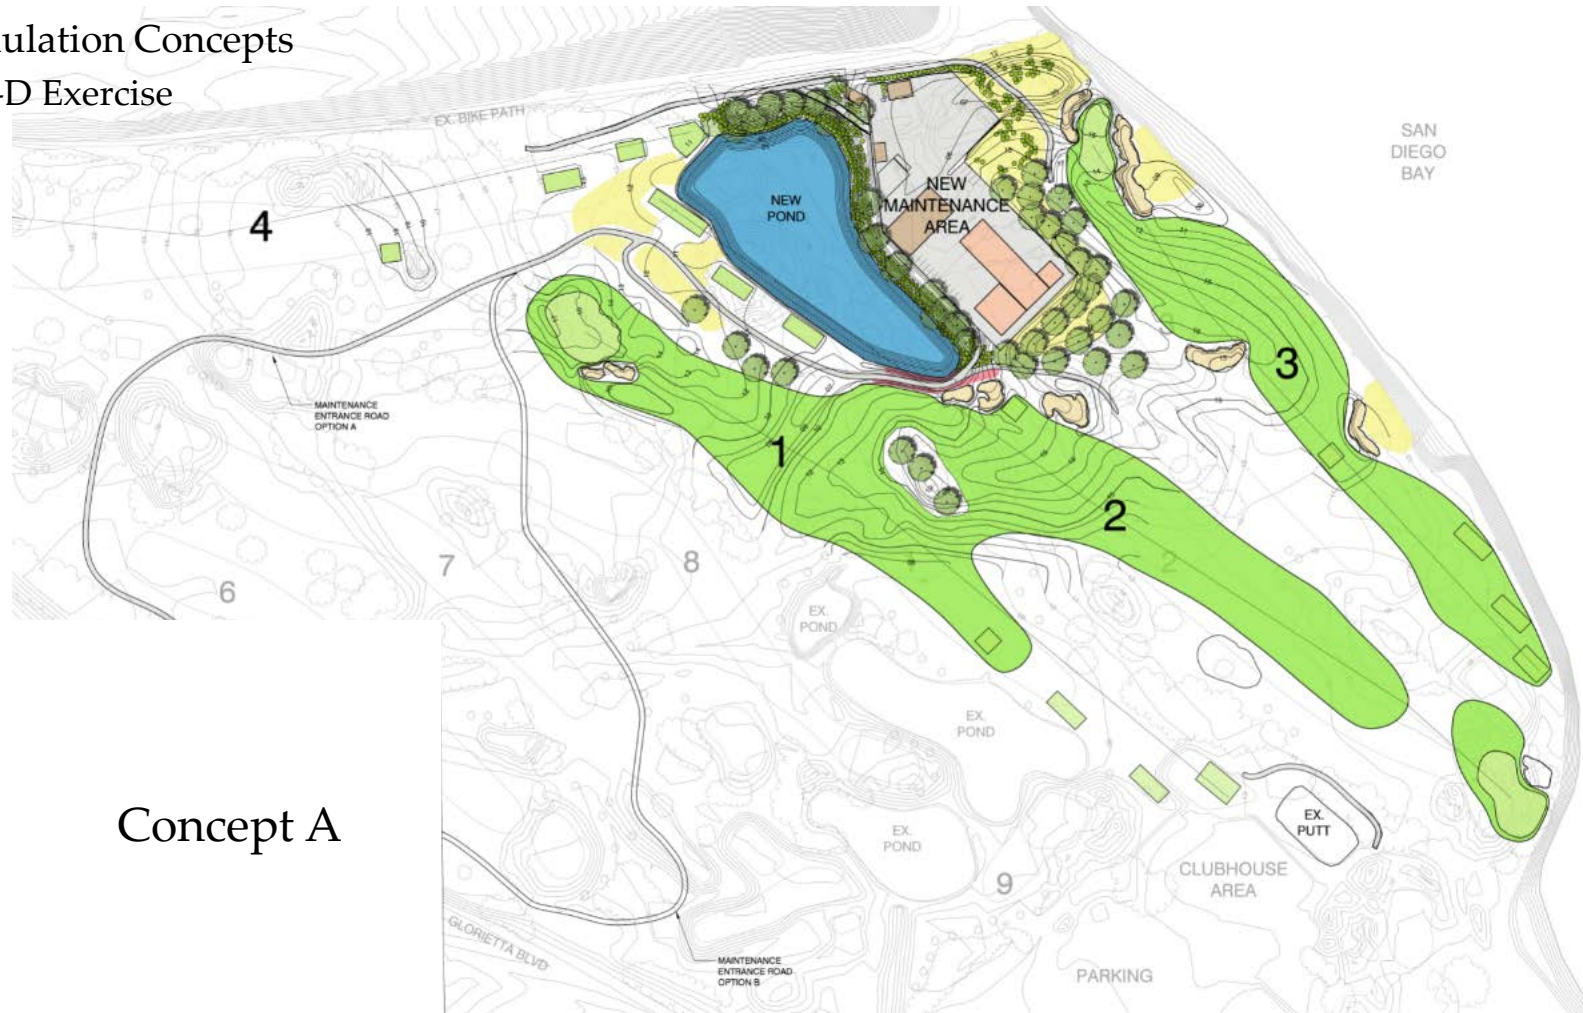 ulation Concepts
-D Exercise
EX. BIKE PATH
SAN
DIEGO
BAY
NEW
POND
NEW
MAINTENANCE
AREA
4
3
MAINTENANCE
ENTRANCE ROAD
OPTION A
1
2
6
7
8
1
2
EX.
POND
EX.
POND
EX.
PUTT
EX.
POND
Concept A
9
CLUBHOUSE
AREA
GLORIETTA BLVD
MAINTENANCE
ENTRANCE ROAD
OPTION B
PARKING